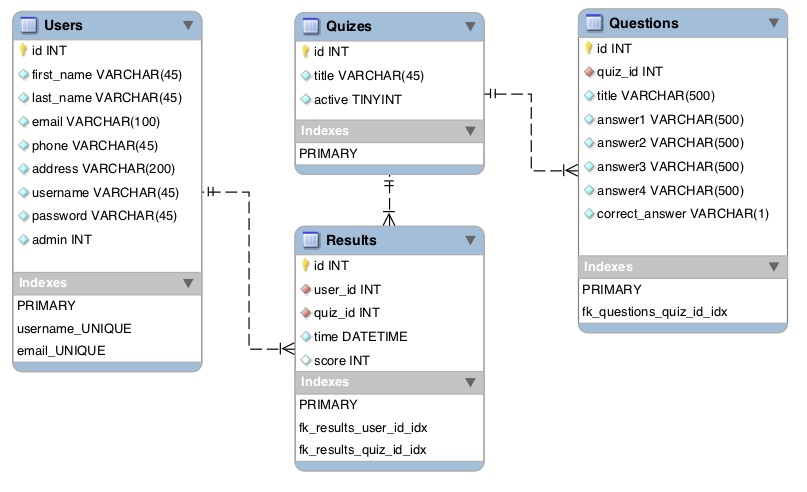 Users
id INT
first_name VARCHAR(45)
last_name VARCHAR(45)
email VARCHAR(100)
phone VARCHAR(45)
address VARCHAR(200)
username VARCHAR(45)
password VARCHAR(45)
admin INT
Indexes
PRIMARY
username_UNIQUE
email_UNIQUE
Quizes
id INT
title VARCHAR(45)
active TINYINT
Indexes
PRIMARY
Results
id INT
user_id INT
quiz_id INT
time DATETIME
score INT
Indexes
PRIMARY
fk_results_user_id_idx
fk_results_quiz_id_idx
Questions
id INT
quiz_id INT
title VARCHAR(500)
answer1 VARCHAR(500)
answer2 VARCHAR(500)
answer3 VARCHAR(500)
answer4 VARCHAR(500)
correct_answer VARCHAR(1)
Indexes
PRIMARY
fk_questions_quiz_id_idx